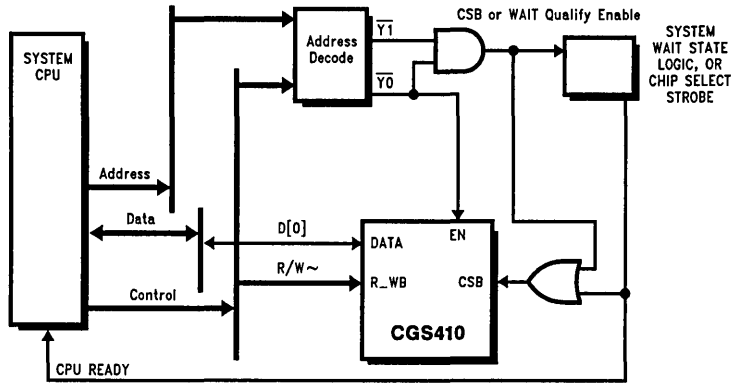 CSB or WAIT Qualify Enable
SYSTEM
CPU
Address
Decode
Y1
Y0
SYSTEM
WAIT STATE
LOGIC, OR
CHIP SELECT
STROBE
Address
Data
D[0]
DATA
EN
R/W~
R_WB
CSB
Control
CGS410
CPU READY